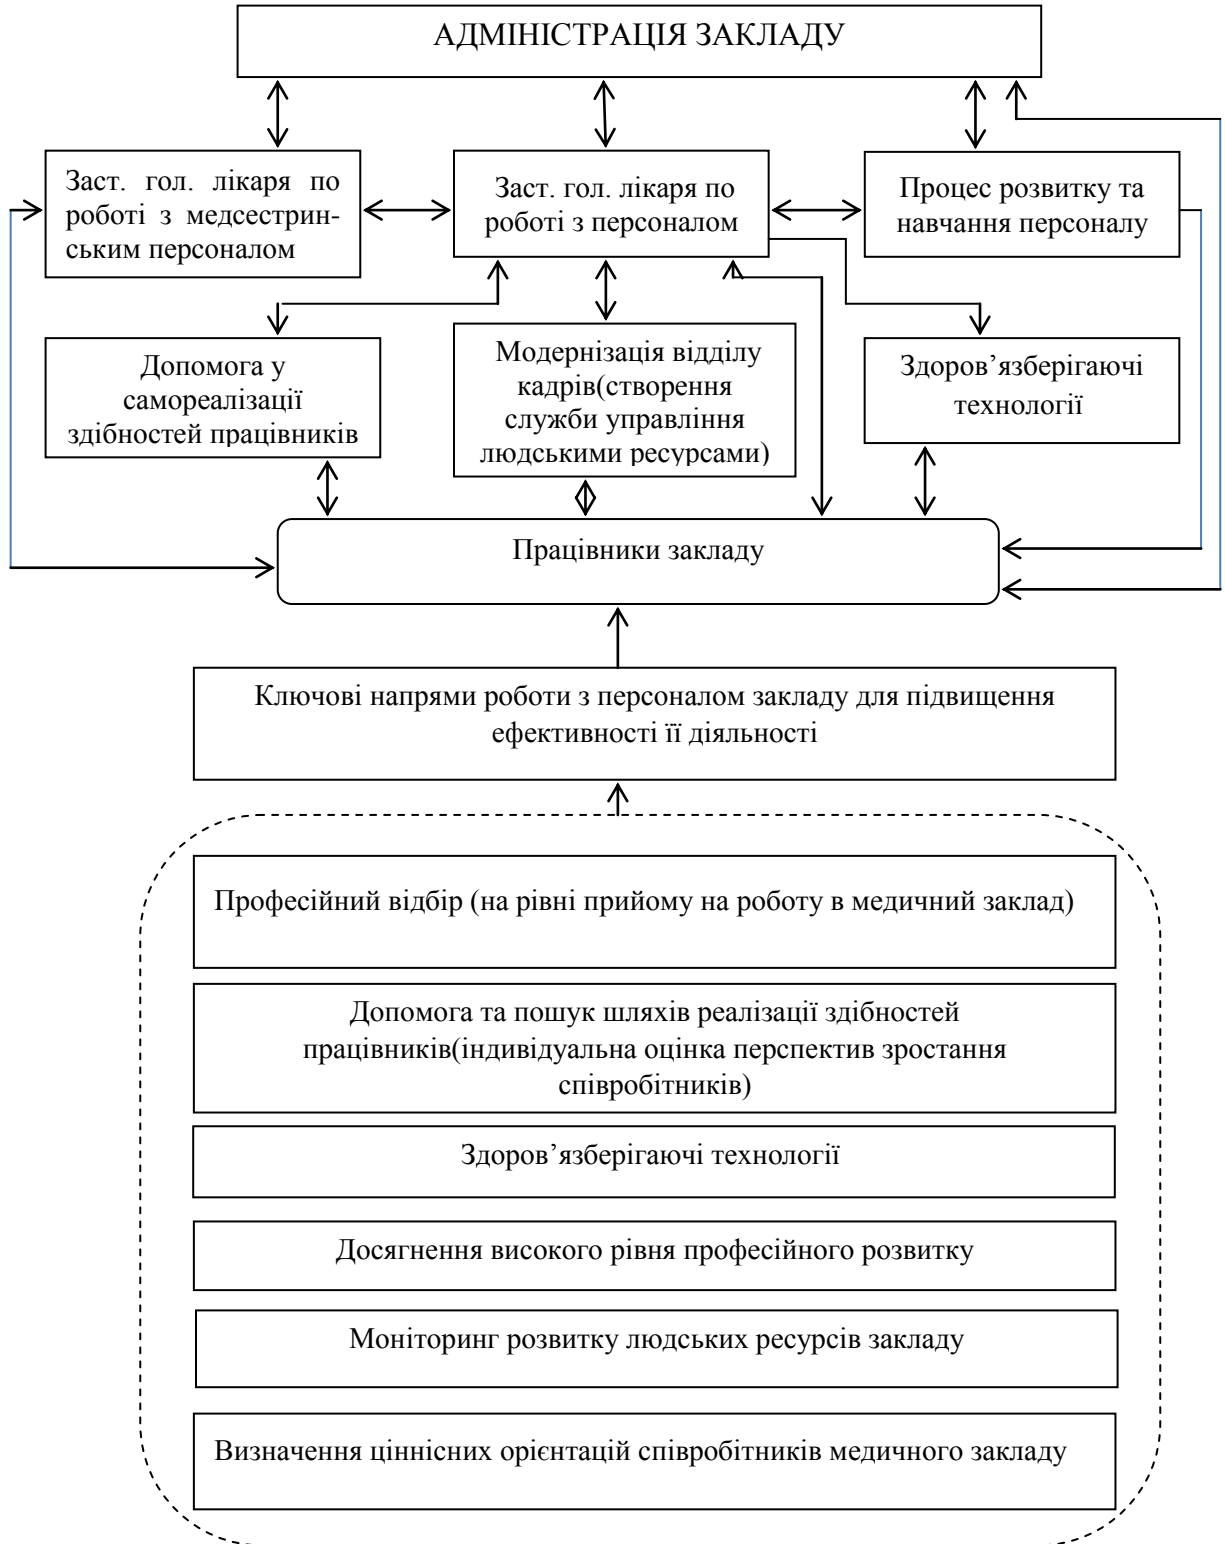 АДМІНІСТРАЦІЯ ЗАКЛАДУ
Заст. гол. лікаря по
роботі з медсестрин-
ським персоналом
Заст. гол. лікаря по
роботі з персоналом
Процес розвитку та
навчання персоналу
Допомога у
самореалізації
здібностей працівників
Модернізація відділу
кадрів(створення
служби управління
людськими ресурсами)
Здоров’язберігаючі
технології
Працівники закладу
Ключові напрями роботи з персоналом закладу для підвищення
ефективності її діяльності
Професійний відбір (на рівні прийому на роботу в медичний заклад)
Допомога та пошук шляхів реалізації здібностей
працівників(індивідуальна оцінка перспектив зростання
співробітників)
Здоров’язберігаючі технології
Досягнення високого рівня професійного розвитку
Моніторинг розвитку людських ресурсів закладу
Визначення ціннісних орієнтацій співробітників медичного закладу